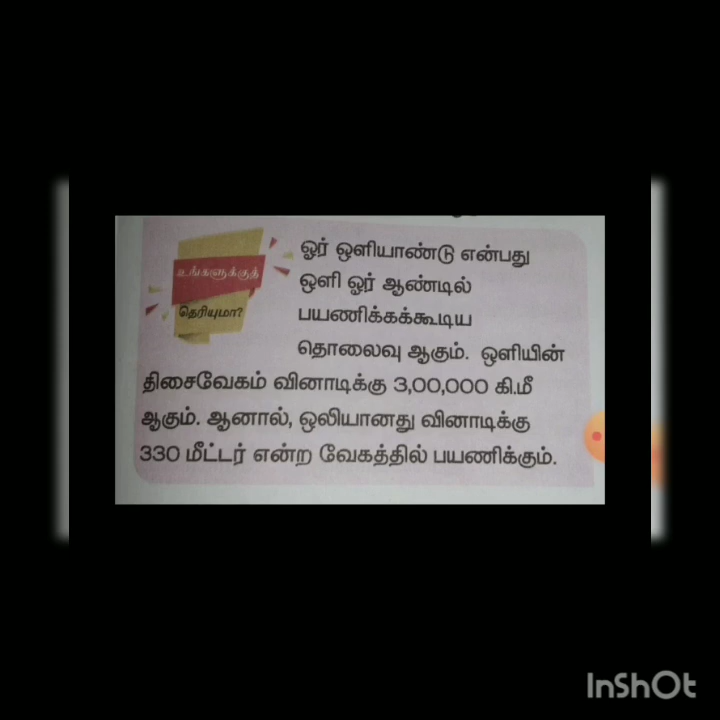 உங்களுக்குத்
தெரியுமா?
ஓர் ஒளியாண்டு என்பது
ஒளி ஓர் ஆண்டில்
பயணிக்கக்கூடிய
தொலைவு ஆகும். ஒளியின்
திசைவேகம் வினாடிக்கு 3,00,000 கி.மீ
ஆகும். ஆனால், ஒலியானது வினாடிக்கு
330 மீட்டர் என்ற வேகத்தில் பயணிக்கும்.
InShOt